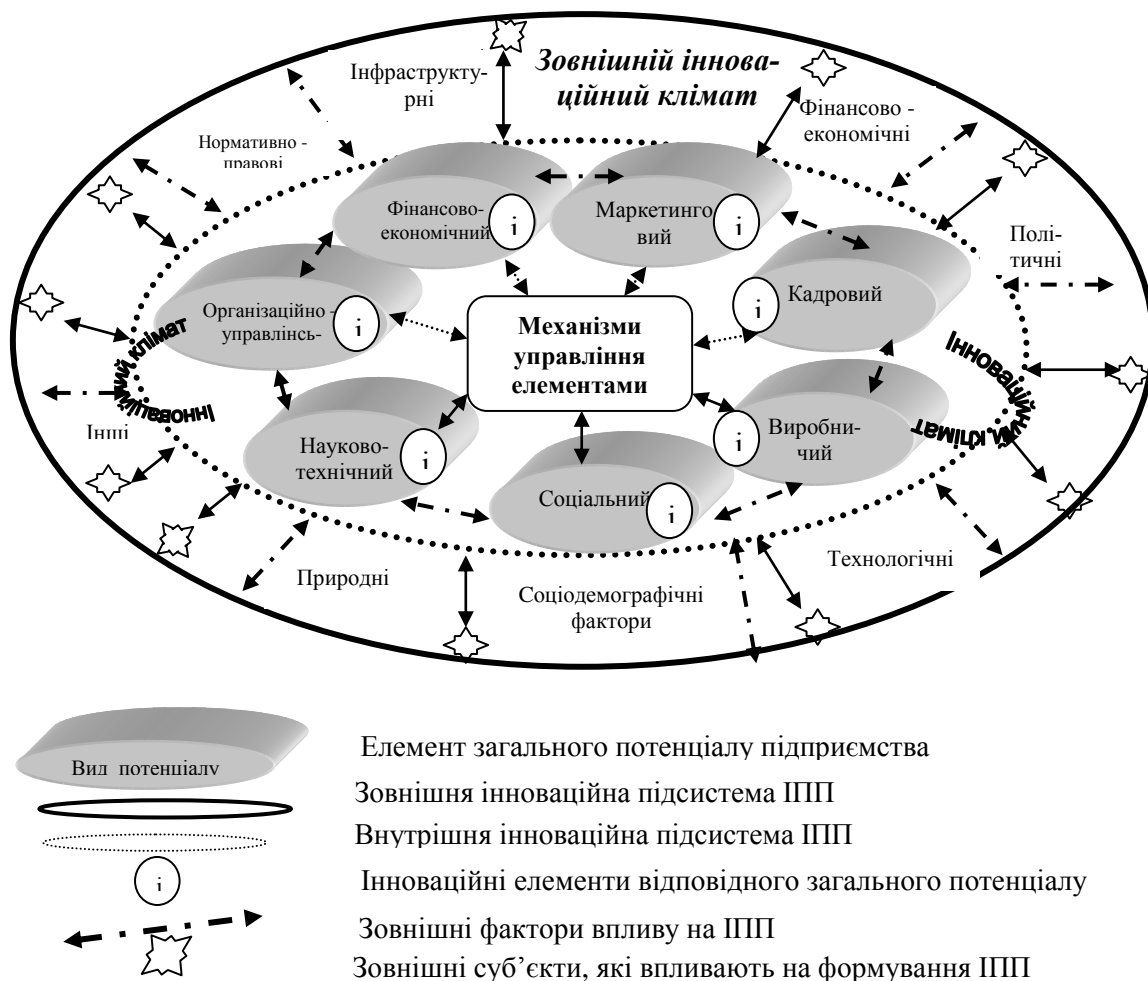 Зовнішній іннова-
ційний клімат
Інфраструкту-
рні
Фінансово -
економічні
Нормативно -
правові
Полі-
тичні
Фінансово-
економічний
і
Маркетинго
вий
і
Організаційно -
управлінсь-
і
Механізми
управління
елементами
і
Кадровий
Інноваційний клімат
Інноваційний клімат
Інші
Науково-
технічний
і
Соціальний
і
Виробни-
чий
і
Природні
Соціодемографічні
фактори
Технологічні
Вид потенціалу
Елемент загального потенціалу підприємства
Зовнішня інноваційна підсистема ІПП
Внутрішня інноваційна підсистема ІПП
і
Інноваційні елементи відповідного загального потенціалу
Зовнішні фактори впливу на ІПП
Зовнішні суб’єкти, які впливають на формування ІПП